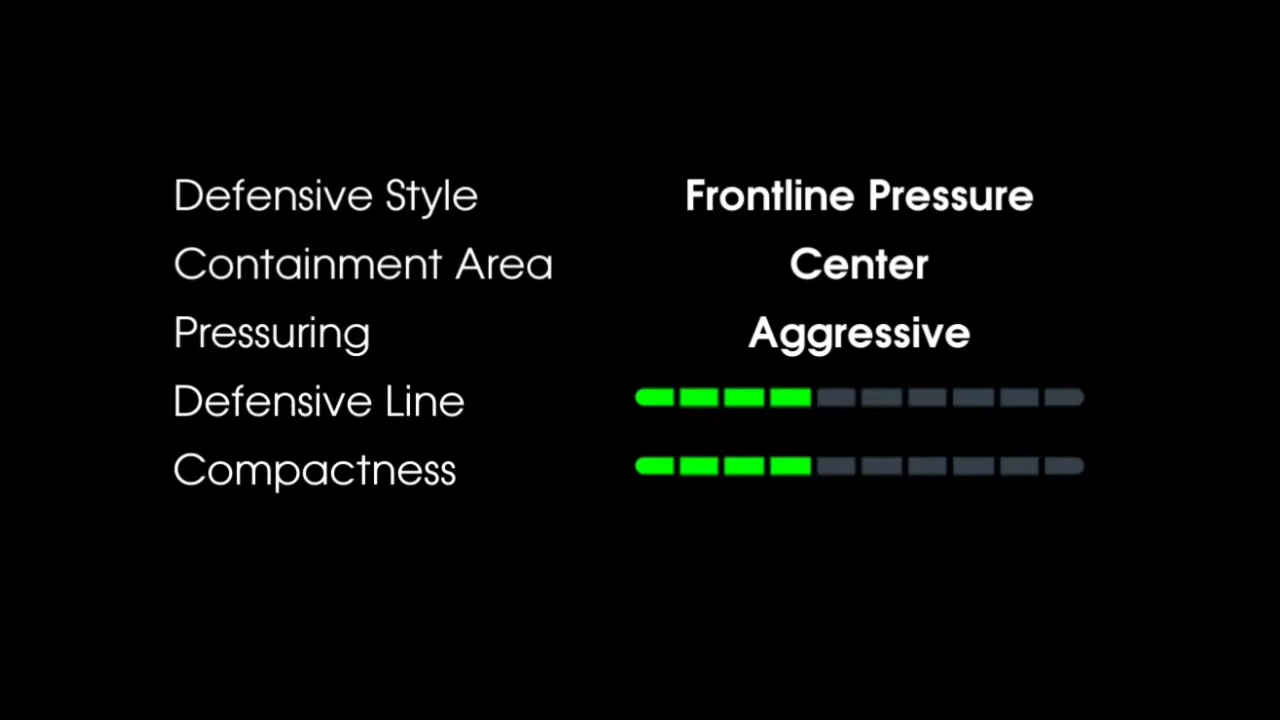 Defensive Style Frontline Pressure
Containment Area Center
Pressuring Aggressive
Defensive Line
Compactness